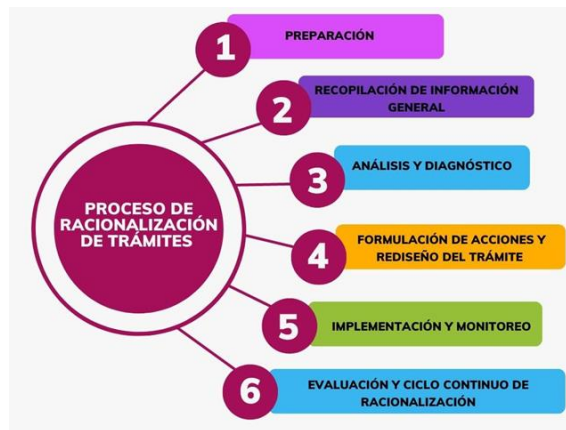 PROCESO DE
RACIONALIZACIÓN
DE TRÁMITES
1
PREPARACIÓN
2
RECOPILACIÓN DE INFORMACIÓN
GENERAL
3
ANÁLISIS Y DIAGNÓSTICO
4
FORMULACIÓN DE ACCIONES Y
REDISEÑO DEL TRÁMITE
5
IMPLEMENTACIÓN Y MONITOREO
6
EVALUACIÓN Y CICLO CONTINUO DE
RACIONALIZACIÓN